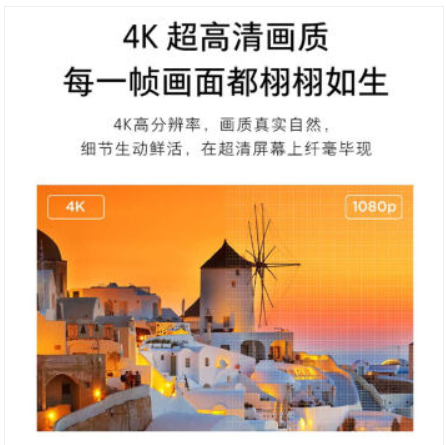 4K 超高清画质
每一帧画面都栩栩如生
4K高分辨率，画质真实自然，
细节生动鲜活，在超清屏幕上纤毫毕现
4K
1080p